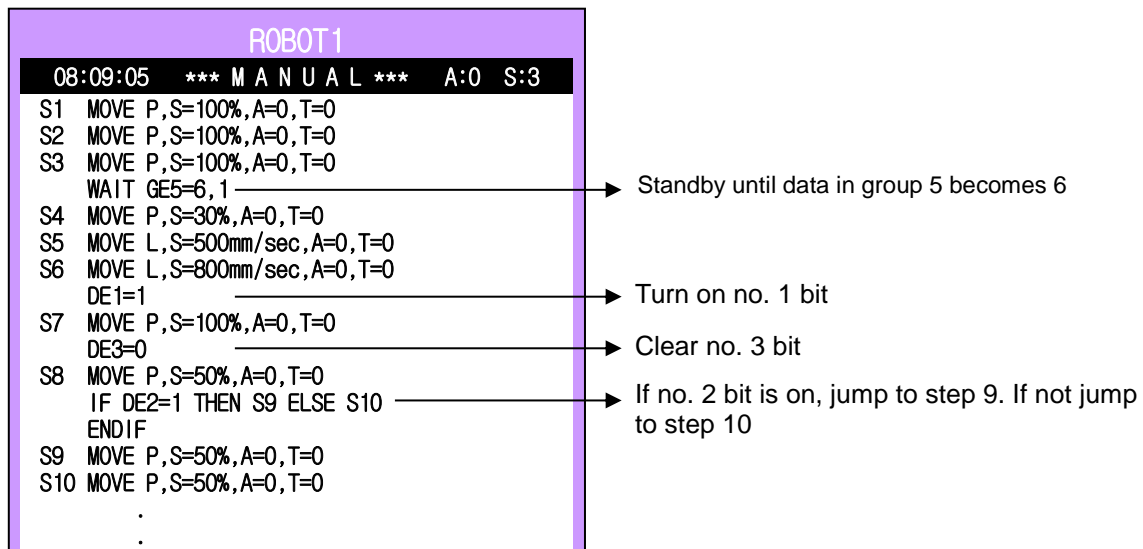 ROBOT1
08:09:05 *** M A N U A L *** A:0 S:3
S1 MOVE P,S=100%,A=0,T=0
S2 MOVE P,S=100%,A=0,T=0
S3 MOVE P,S=100%,A=0,T=0
WAIT GE5=6,1
Standby until data in group 5 becomes 6
S4 MOVE P,S=30%,A=0,T=0
S5 MOVE L,S=500mm/sec,A=0,T=0
S6 MOVE L,S=800mm/sec,A=0,T=0
DE1=1
Turn on no. 1 bit
S7 MOVE P,S=100%,A=0,T=0
DE3=0
Clear no. 3 bit
S8 MOVE P,S=50%,A=0,T=0
IF DE2=1 THEN S9 ELSE S10
If no. 2 bit is on, jump to step 9. If not jump
to step 10
ENDIF
S9 MOVE P,S=50%,A=0,T=0
S10 MOVE P,S=50%,A=0,T=0
.
.